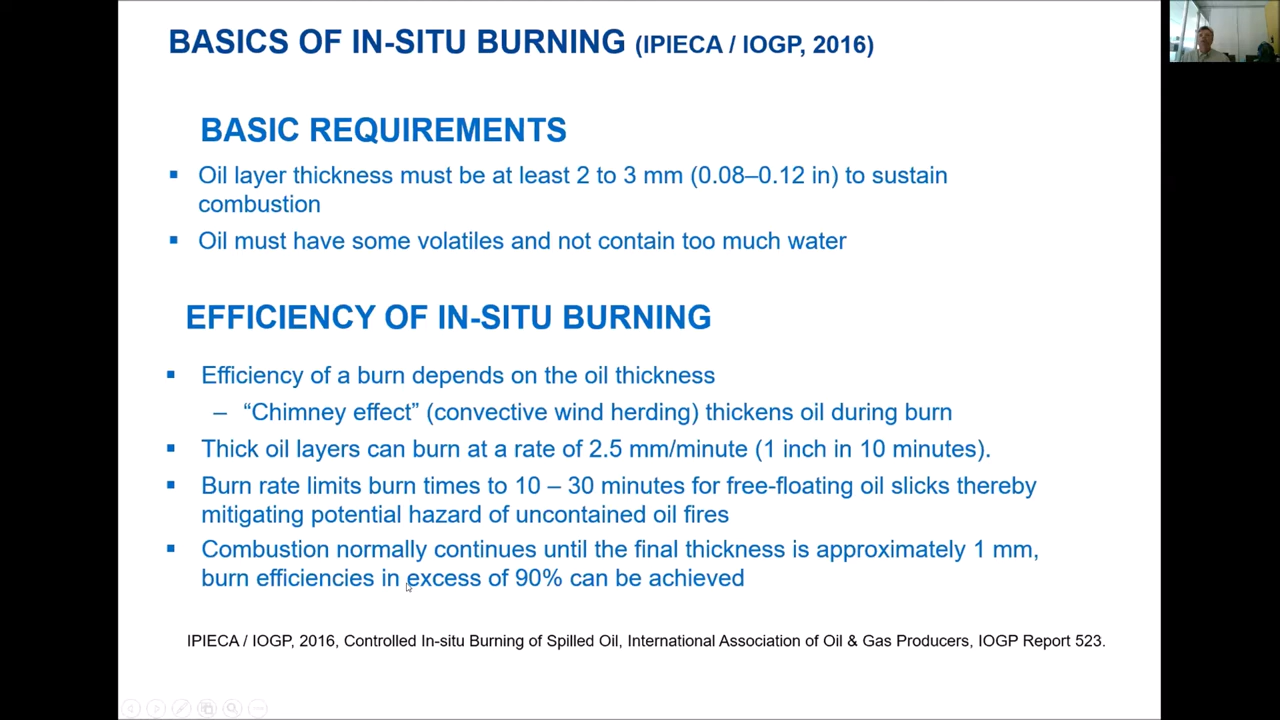 BASICS OF IN-SITU BURNING (IPIECA / IOGP, 2016)
BASIC REQUIREMENTS
▪ Oil layer thickness must be at least 2 to 3 mm (0.08–0.12 in) to sustain
combustion
▪ Oil must have some volatiles and not contain too much water
EFFICIENCY OF IN-SITU BURNING
▪ Efficiency of a burn depends on the oil thickness
– “Chimney effect” (convective wind herding) thickens oil during burn
▪ Thick oil layers can burn at a rate of 2.5 mm/minute (1 inch in 10 minutes).
▪ Burn rate limits burn times to 10 – 30 minutes for free-floating oil slicks thereby
mitigating potential hazard of uncontained oil fires
▪ Combustion normally continues until the final thickness is approximately 1 mm,
burn efficiencies in excess of 90% can be achieved
IPIECA / IOGP, 2016, Controlled In-situ Burning of Spilled Oil, International Association of Oil & Gas Producers, IOGP Report 523.